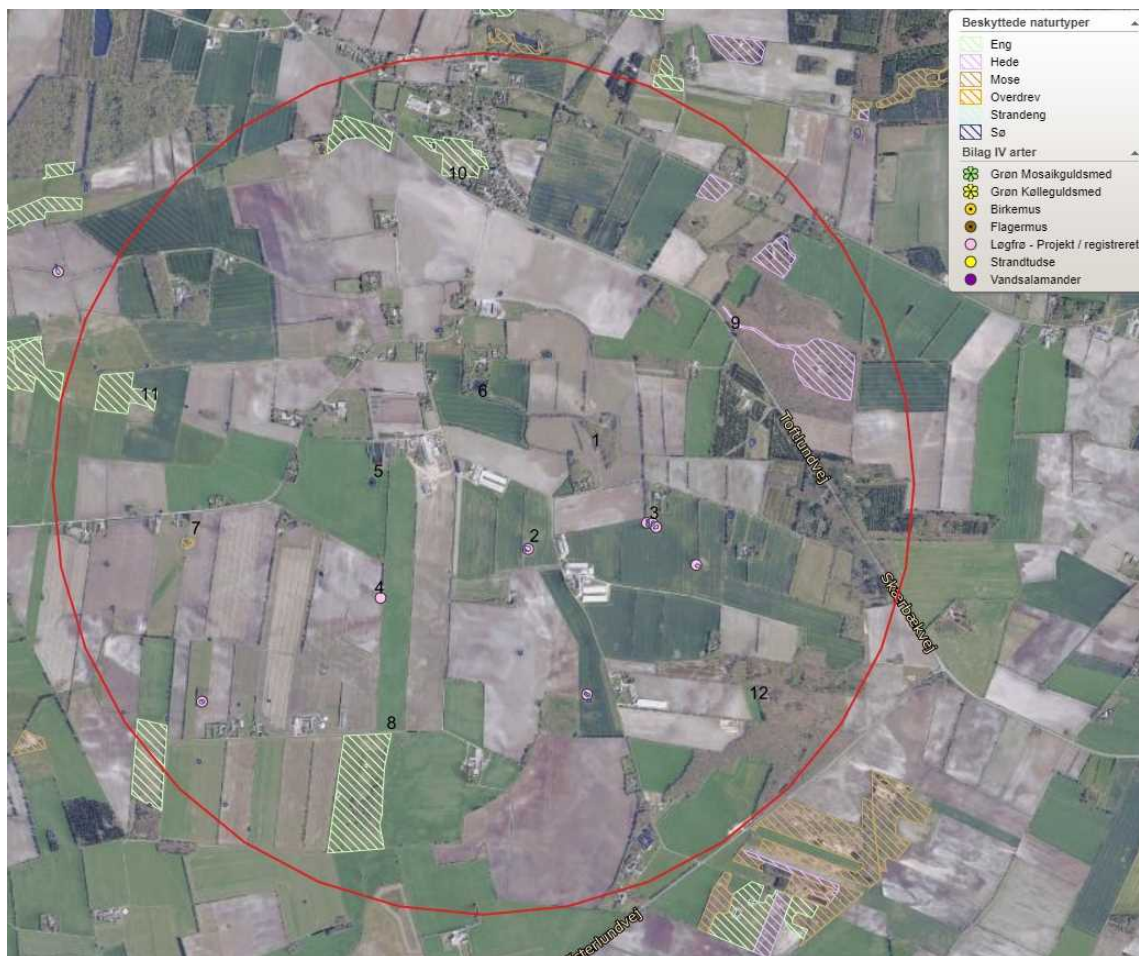 Beskyttede naturtyper
Eng
Hede
Mose
Overdrev
Strandeng
Sø
Bilag IV arter
Grøn Mosaikguldsmed
Grøn Kølleguldsmed
Birkemus
Flagermus
Løgfrø - Projekt / registreret
Strandtudse
Vandsalamander
10
9
11
6
1
Toftlundvej
5
3
7
2
4
Skærbækvej
12
8